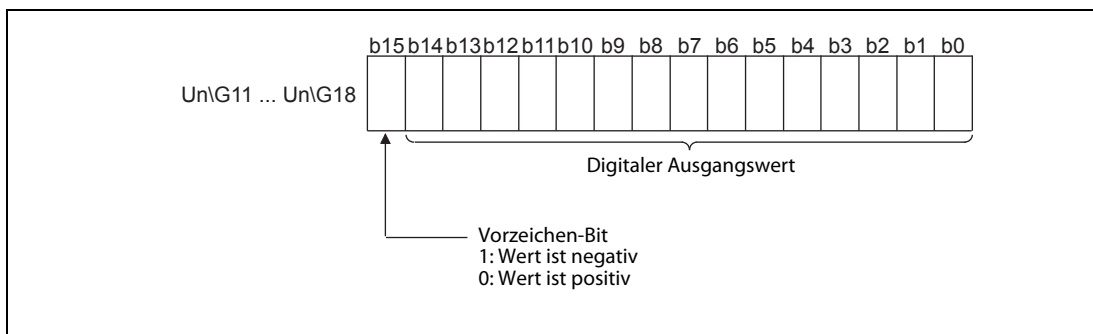 b15 b14 b13 b12 b11 b10 b9 b8 b7 b6 b5 b4 b3 b2 b1 b0
Un\G11 ... Un\G18
Digitaler Ausgangswert
Vorzeichen-Bit
1: Wert ist negativ
0: Wert ist positiv